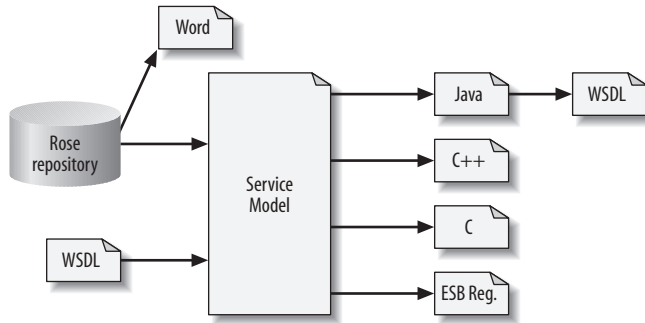 Word
Rose
repository
WSDL
Service
Model
Java
WSDL
C++
C
ESB Reg.